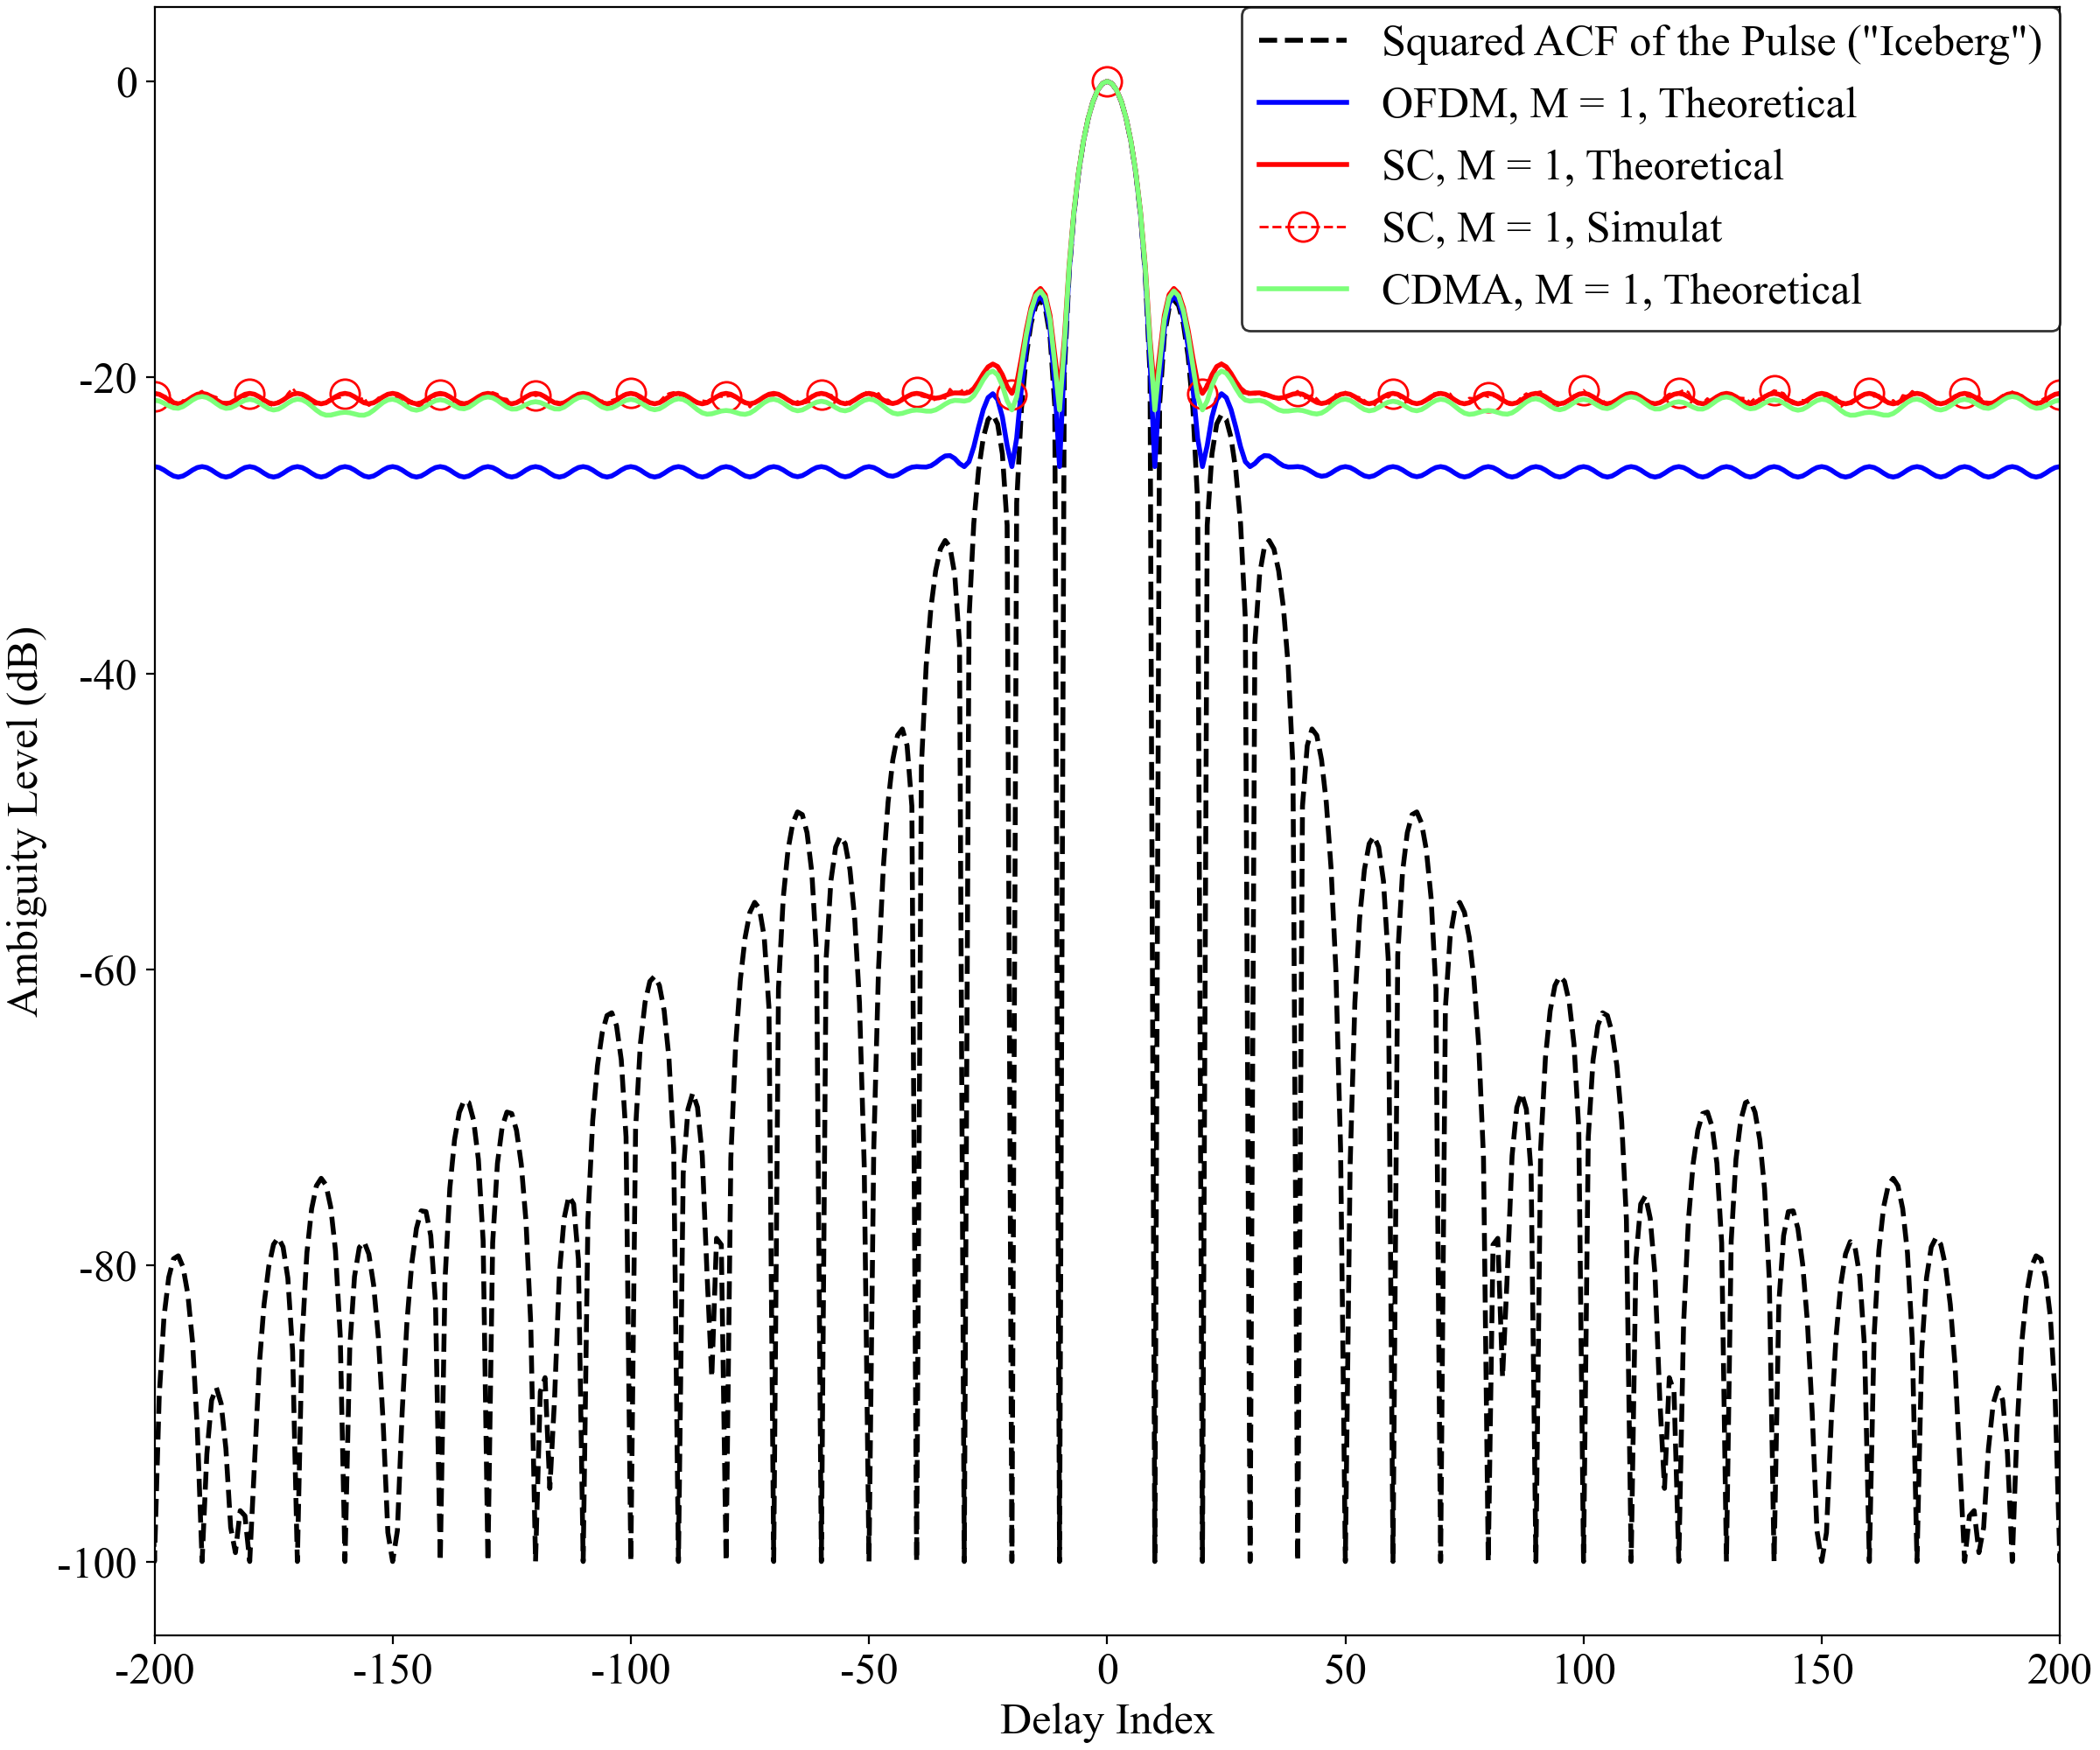 Squared ACF of the Pulse ("Iceberg")
OFDM, M = 1, Theoretical
SC, M = 1, Theoretical
SC, M = 1, Simulat
CDMA, M = 1, Theoretical
Ambiguity Level (dB)
0
-20
-40
-60
-80
-100
-200 -150 -100 -50 0 50 100 150 200
Delay Index